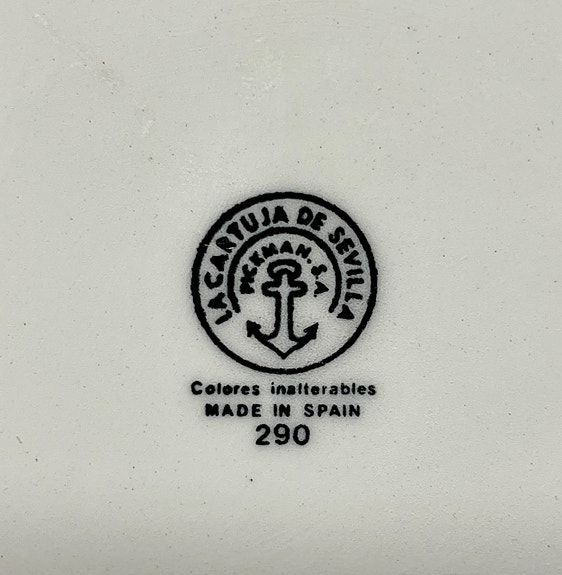 LA CARTUJA DE SEVILLA
PICKMAN. S.A.
Colores inalterables
MADE IN SPAIN
290